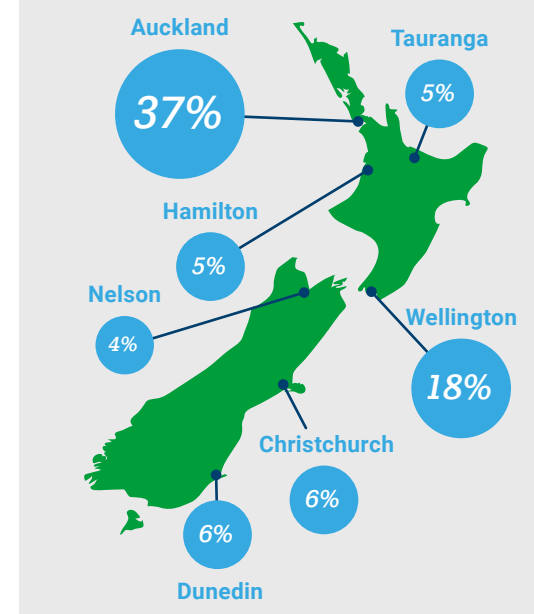 Auckland
37%
Tauranga
5%
Hamilton
5%
Nelson
4%
Wellington
18%
Christchurch
6%
6%
Dunedin